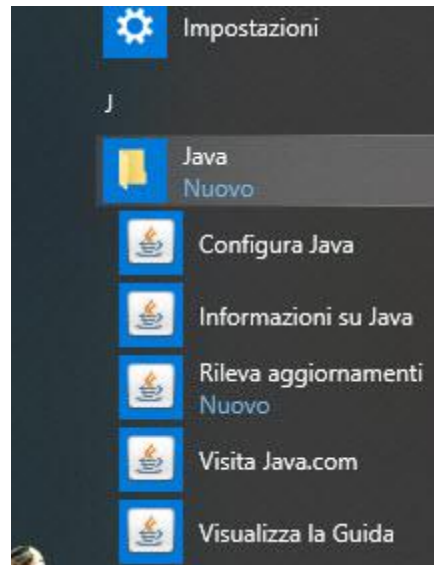 Impostazioni
J
Java
Nuovo
Configura Java
Informazioni su Java
Rileva aggiornamenti
Nuovo
Visita Java.com
Visualizza la Guida